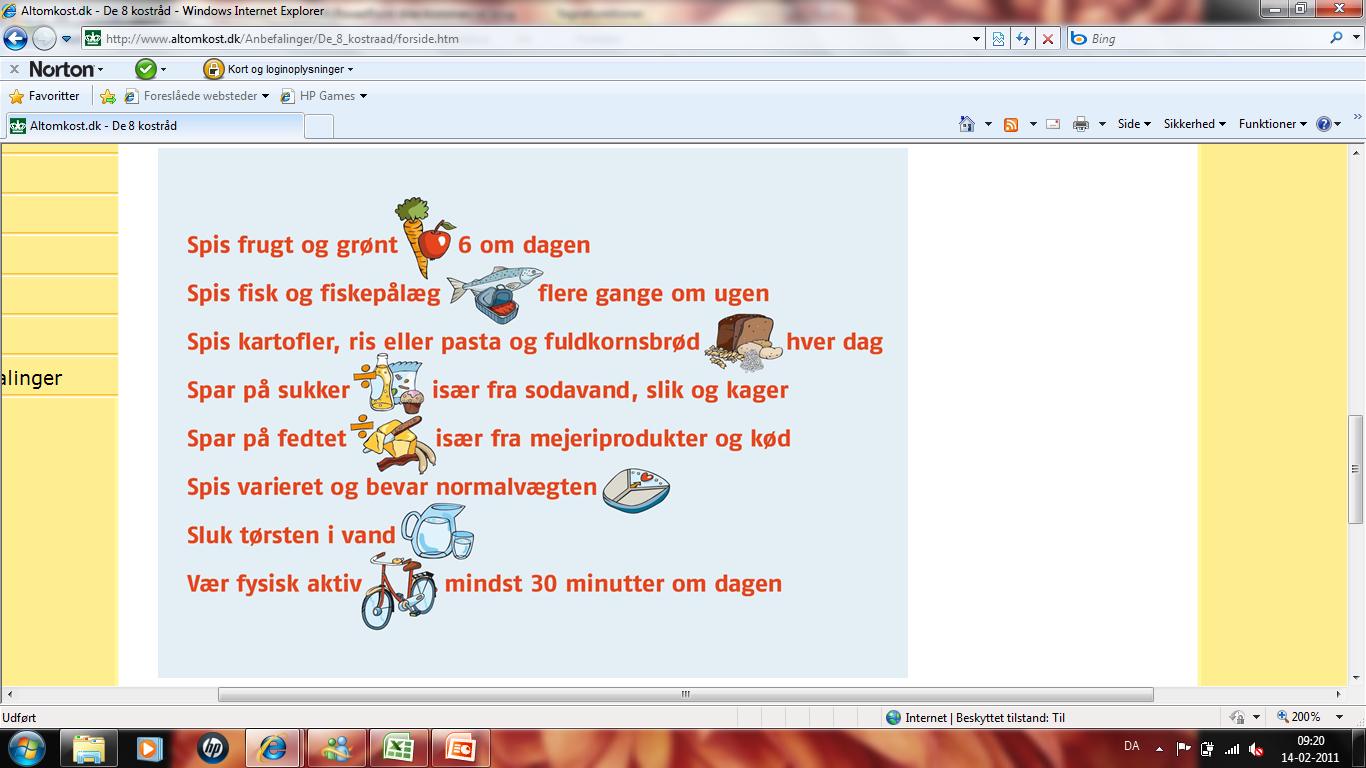 Altomkost.dk - De 8 kostråd - Windows Internet Explorer
http://www.altomkost.dk/Anbefalinger/De_8_kostraad/forside.htm
Bing
x Norton
Kort og loginoplysninger
Favoritter
Foreslåede websteder
HP Games
Altomkost.dk - De 8 kostråd
Side
Sikkerhed
Funktioner
Spis frugt og grønt 6 om dagen
Spis fisk og fiskepålæg flere gange om ugen
Spis kartofler, ris eller pasta og fuldkornsbrød hver dag
alinger
Spar på sukker især fra sodavand, slik og kager
Spar på fedtet især fra mejeriprodukter og kød
Spis varieret og bevar normalvægten
Sluk tørsten i vand
Vær fysisk aktiv mindst 30 minutter om dagen
Udført
Internet | Beskyttet tilstand: Til
200%
hp
DA
09:20
14-02-2011